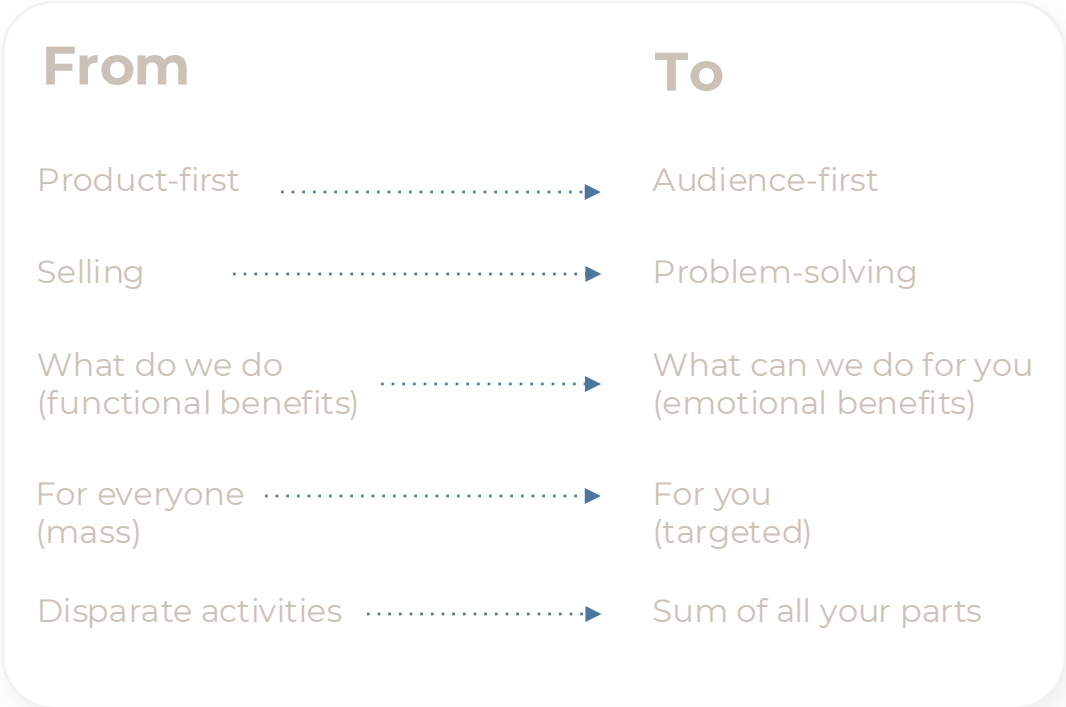 From
To
Product-first
Audience-first
Selling
Problem-solving
What do we do
(functional benefits)
What can we do for you
(emotional benefits)
For everyone
(mass)
For you
(targeted)
Disparate activities
Sum of all your parts